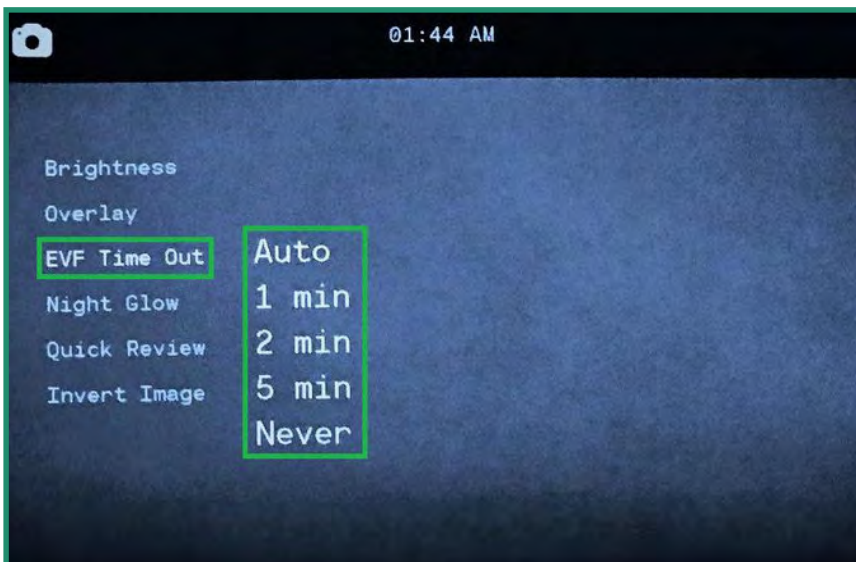 01:44 AM
Brightness
Overlay
EVF Time Out
Auto
1 min
2 min
5 min
Never
Night Glow
Quick Review
Invert Image